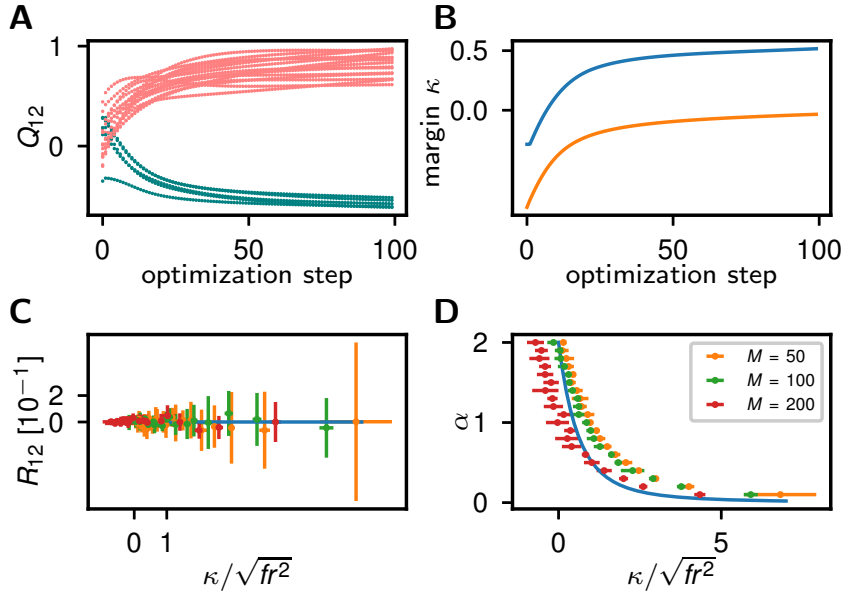 A
B
1
0
Q12
0
50
100
optimization step
0.5
0.0
margin κ
0
50
100
optimization step
C
D
2
0
R12 [10−1]
0
1
κ/√fr2
2
1
0
α
M = 50
M = 100
M = 200
0
5
κ/√fr2